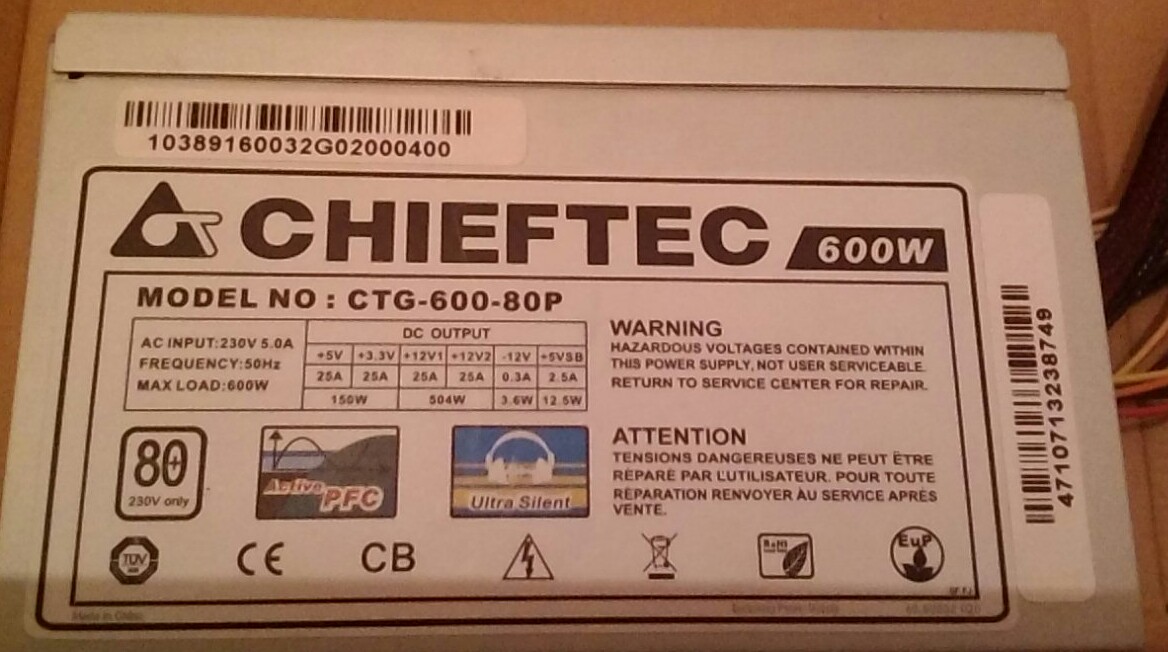 10389160032G02000400
CHIEFTEC
600W
MODEL NO : CTG-600-80P
AC INPUT:230V 5.0A
FREQUENCY:50Hz
MAX LOAD:600W
DC OUTPUT
+5V +3.3V +12V1 +12V2 -12V +5VSB
25A 25A 25A 25A 0.3A 2.5A
150W 504W 3.6W 12.5W
WARNING
HAZARDOUS VOLTAGES CONTAINED WITHIN
THIS POWER SUPPLY, NOT USER SERVICEABLE.
RETURN TO SERVICE CENTER FOR REPAIR.
ATTENTION
TENSIONS DANGEREUSES NE PEUT ÊTRE
RÉPARÉ PAR L'UTILISATEUR. POUR TOUTE
RÉPARATION RENVOYER ÀU SERVICE APRÈS
VENTE.
80+
230V only
Active
PFC
Ultra Silent
TÜV
CE
CB
RoHS
EuP
Made in China
4710713238749